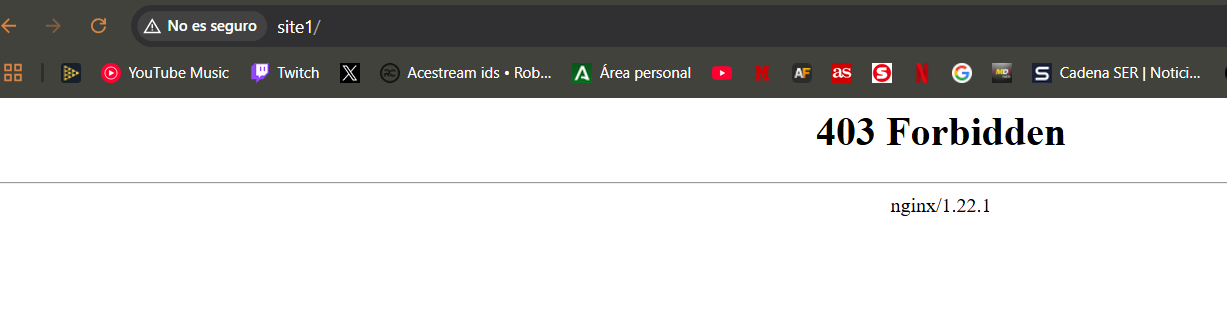 No es seguro site1/
YouTube Music Twitch Acestream ids • Rob... Área personal M AF as S N G MD S Cadena SER | Notici...
403 Forbidden
nginx/1.22.1